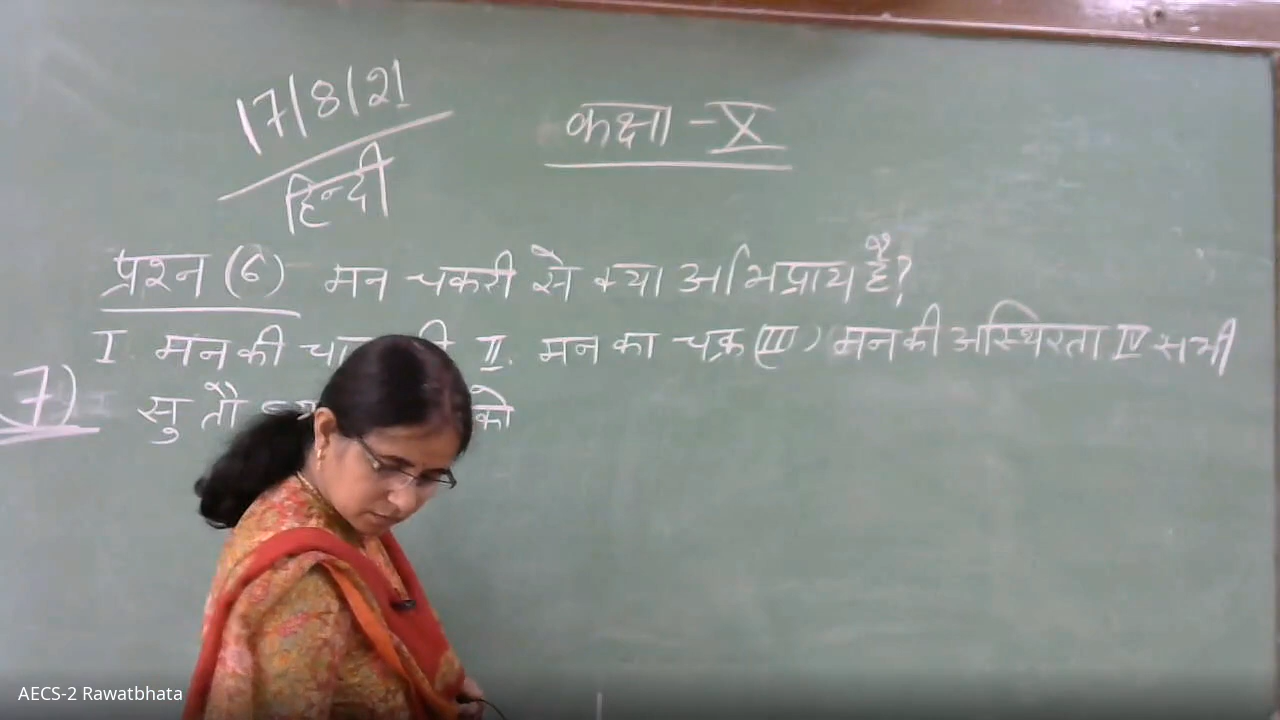 17/8/21
हिन्दी
कक्षा - X
प्रश्न (6) मन चकरी से क्या अभिप्राय है?
I मन की II. मन का चक्र (III) मन की अस्थिरता IV सभी
7) सु तौ को
AECS-2 Rawatbhata